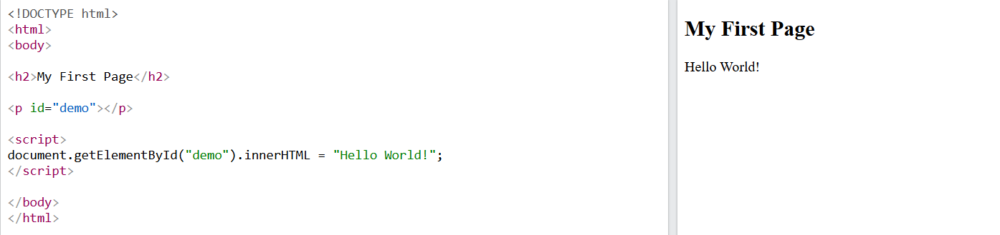 <!DOCTYPE html>
<html>
<body>
<h2>My First Page</h2>
<p id="demo"></p>
<script>
document.getElementById("demo").innerHTML = "Hello World!";
</script>
</body>
</html>
My First Page
Hello World!